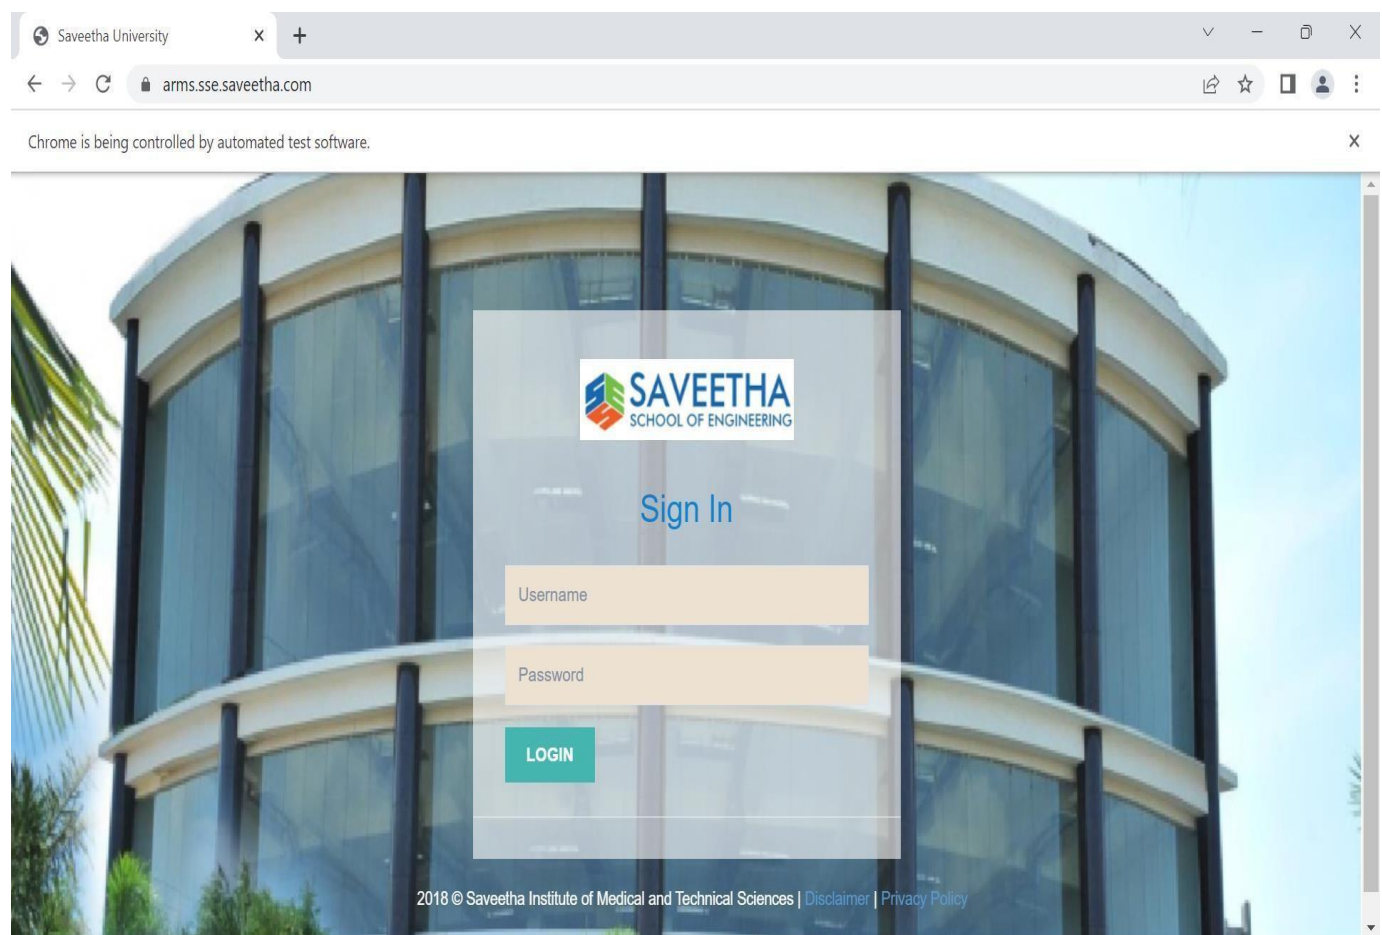 Saveetha University
arms.sse.saveetha.com
Chrome is being controlled by automated test software.
SAVEETHA
SCHOOL OF ENGINEERING
Sign In
Username
Password
LOGIN
2018 © Saveetha Institute of Medical and Technical Sciences | Disclaimer | Privacy Policy